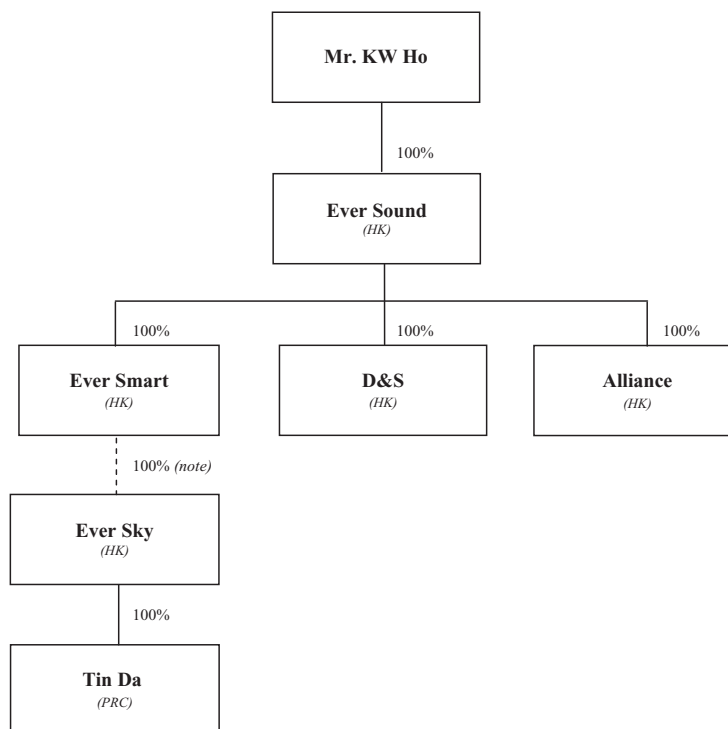 Mr. KW Ho
100%
Ever Sound
(HK)
100%
100%
100%
Ever Smart
(HK)
D&S
(HK)
Alliance
(HK)
100% (note)
Ever Sky
(HK)
100%
Tin Da
(PRC)